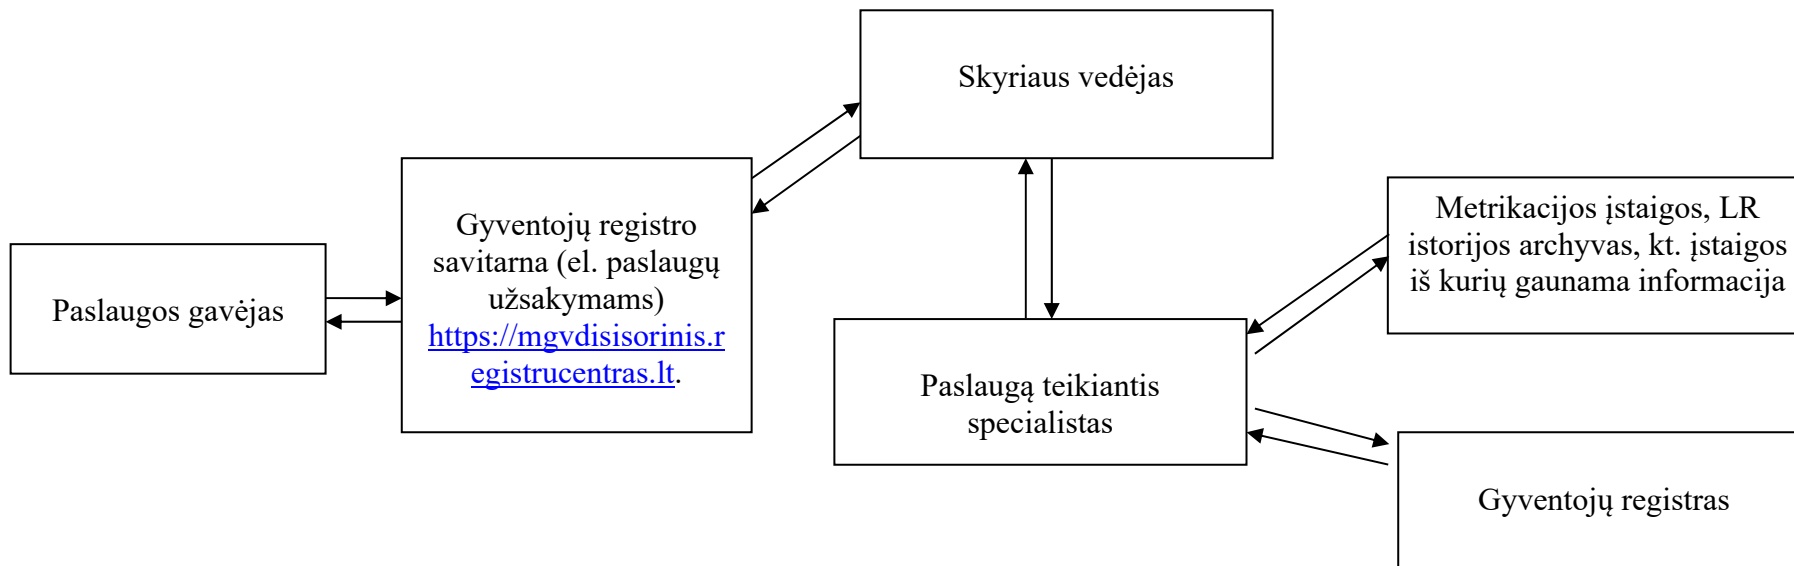 Skyriaus vedėjas
Paslaugos gavėjas
Gyventojų registro
savitarna (el. paslaugų
užsakymams)
https://mgvdisisorinis.r
egistrucentras.lt.
Metrikacijos įstaigos, LR
istorijos archyvas, kt. įstaigos
iš kurių gaunama informacija
Paslaugą teikiantis
specialistas
Gyventojų registras